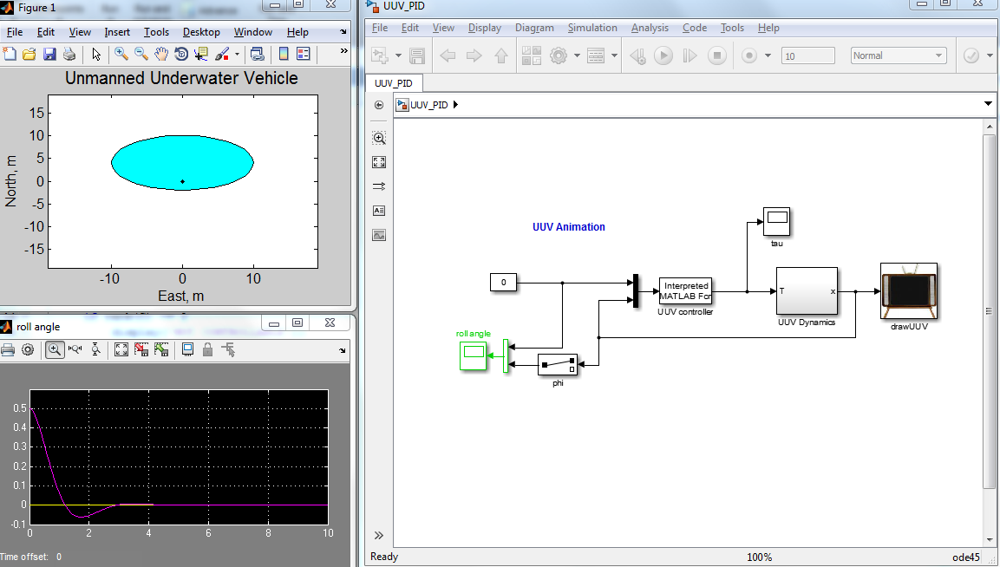 Figure 1
File Edit View Insert Tools Desktop Window Help
Unmanned Underwater Vehicle
15
10
5
0
-5
-10
-15
North, m
-10 0 10
East, m
roll angle
0.5
0.4
0.3
0.2
0.1
0
-0.1
0 2 4 6 8 10
Time offset: 0
UUV_PID
File Edit View Display Diagram Simulation Analysis Code Tools Help
10 Normal
UUV_PID
UUV_PID
UUV Animation
tau
0
Interpreted
MATLAB Fcn
UUV controller
T x
UUV Dynamics
drawUUV
roll angle
phi
Ready 100% ode45